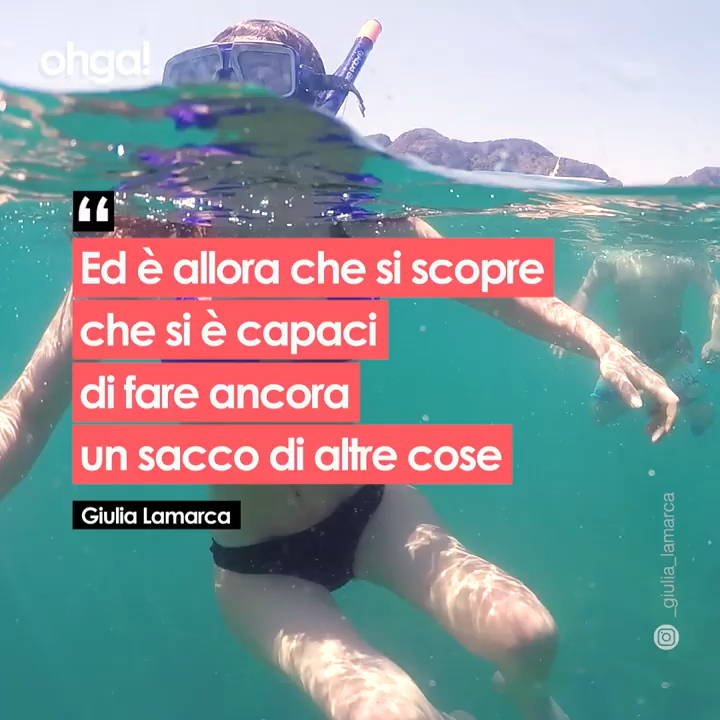 ohga!
“
Ed è allora che si scopre
che si è capaci
di fare ancora
un sacco di altre cose
Giulia Lamarca
_giulia_lamarca